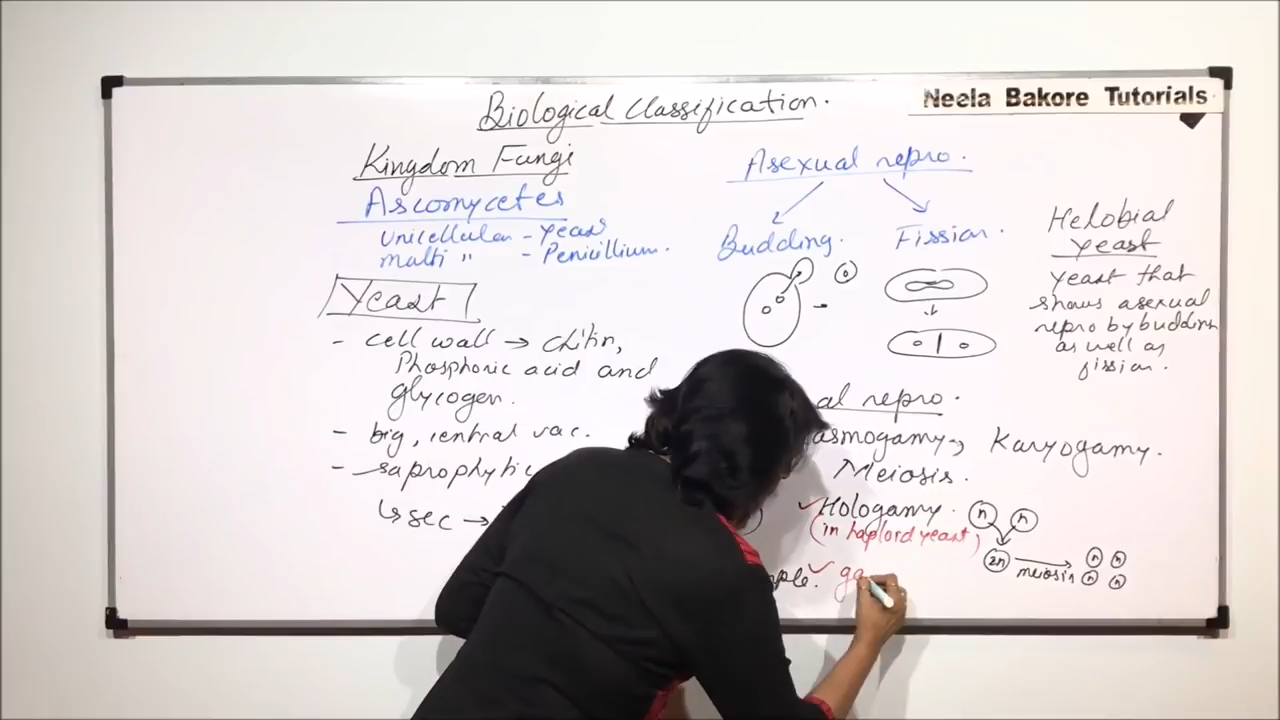 Biological Classification.
Neela Bakore Tutorials
Kingdom Fungi
Ascomycetes
Unicellular - Yeast
multi " - Penicillium.
Yeast
- cell wall → chitin,
Phosphoric acid and
glycogen.
- big, central vac.
- saprophytic
↳ sec →
Asexual repro.
Budding.
Fission.
al repro.
asmogamy, Karyogamy.
Meiosis.
✓ Hologamy.
(in haploid yeast)
mple. ✓ ga
n n
2n meiosis n n
n n
Helobial
yeast
yeast that
shows asexual
repro by budding
as well as
fission.